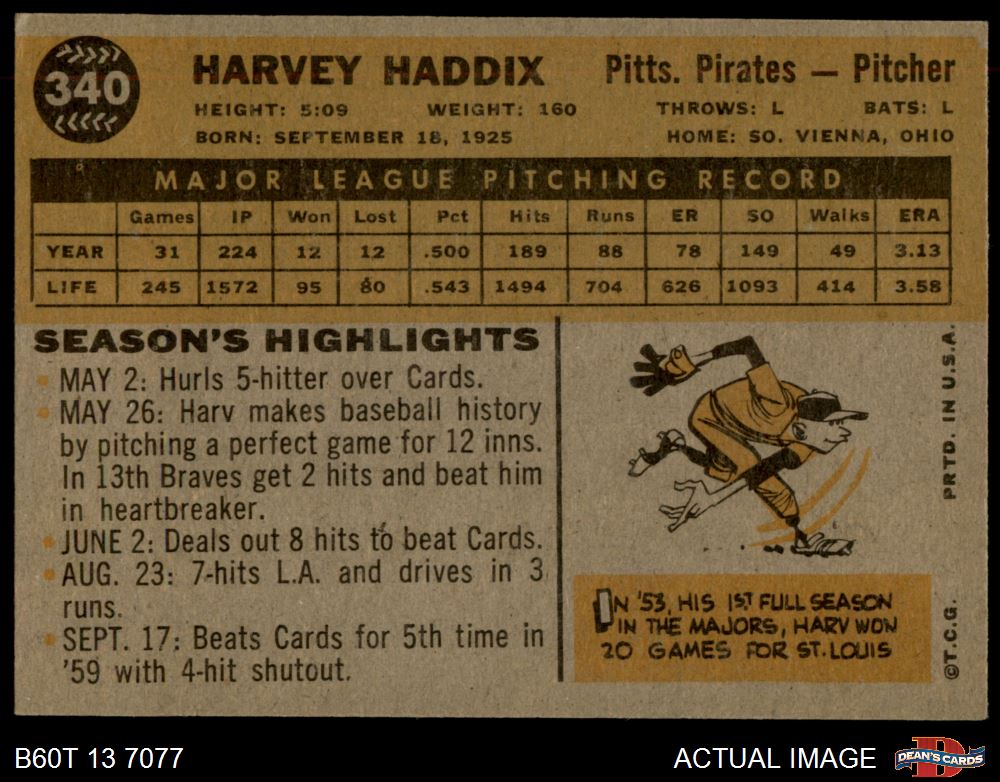 340
HARVEY HADDIX Pitts. Pirates — Pitcher
HEIGHT: 5:09 WEIGHT: 160 THROWS: L BATS: L
BORN: SEPTEMBER 18, 1925 HOME: SO. VIENNA, OHIO
MAJOR LEAGUE PITCHING RECORD
Games IP Won Lost Pct Hits Runs ER SO Walks ERA
YEAR 31 224 12 12 .500 189 88 78 149 49 3.13
LIFE 245 1572 95 80 .543 1494 704 626 1093 414 3.58
SEASON'S HIGHLIGHTS
MAY 2: Hurls 5-hitter over Cards.
MAY 26: Harv makes baseball history
by pitching a perfect game for 12 inns.
In 13th Braves get 2 hits and beat him
in heartbreaker.
JUNE 2: Deals out 8 hits to beat Cards.
AUG. 23: 7-hits L.A. and drives in 3
runs.
SEPT. 17: Beats Cards for 5th time in
'59 with 4-hit shutout.
IN '53, HIS 1ST FULL SEASON
IN THE MAJORS, HARV WON
20 GAMES FOR ST. LOUIS
©T.C.G. PRTD. IN U.S.A.
B60T 13 7077 ACTUAL IMAGE
D
DEAN'S CARDS